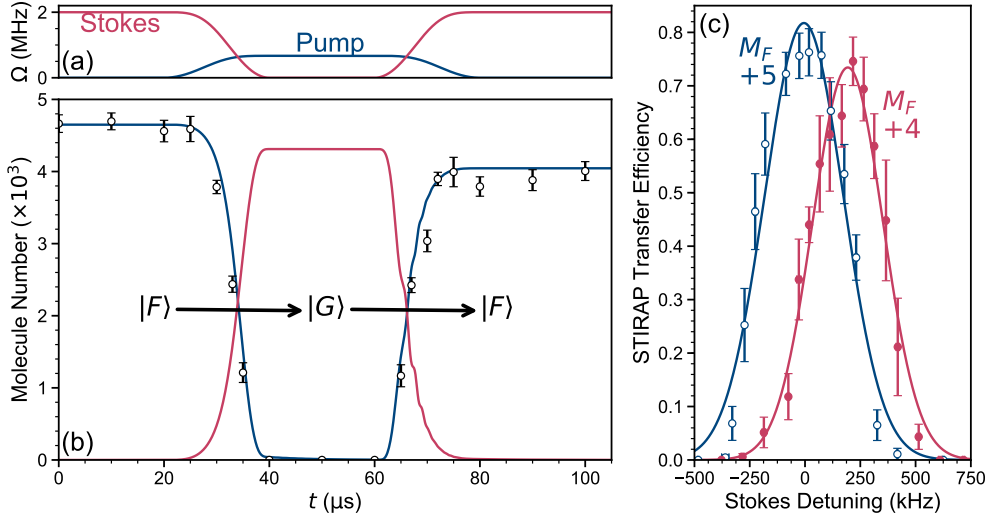 Ω (MHz)
2
0
Stokes
Pump
(a)
Molecule Number (×10³)
5
4
3
2
1
0
|F⟩
|G⟩
|F⟩
(b)
0
20
40
60
80
100
t (μs)
STIRAP Transfer Efficiency
0.8
0.7
0.6
0.5
0.4
0.3
0.2
0.1
0.0
(c)
M_F
+5
M_F
+4
−500
−250
0
250
500
750
Stokes Detuning (kHz)